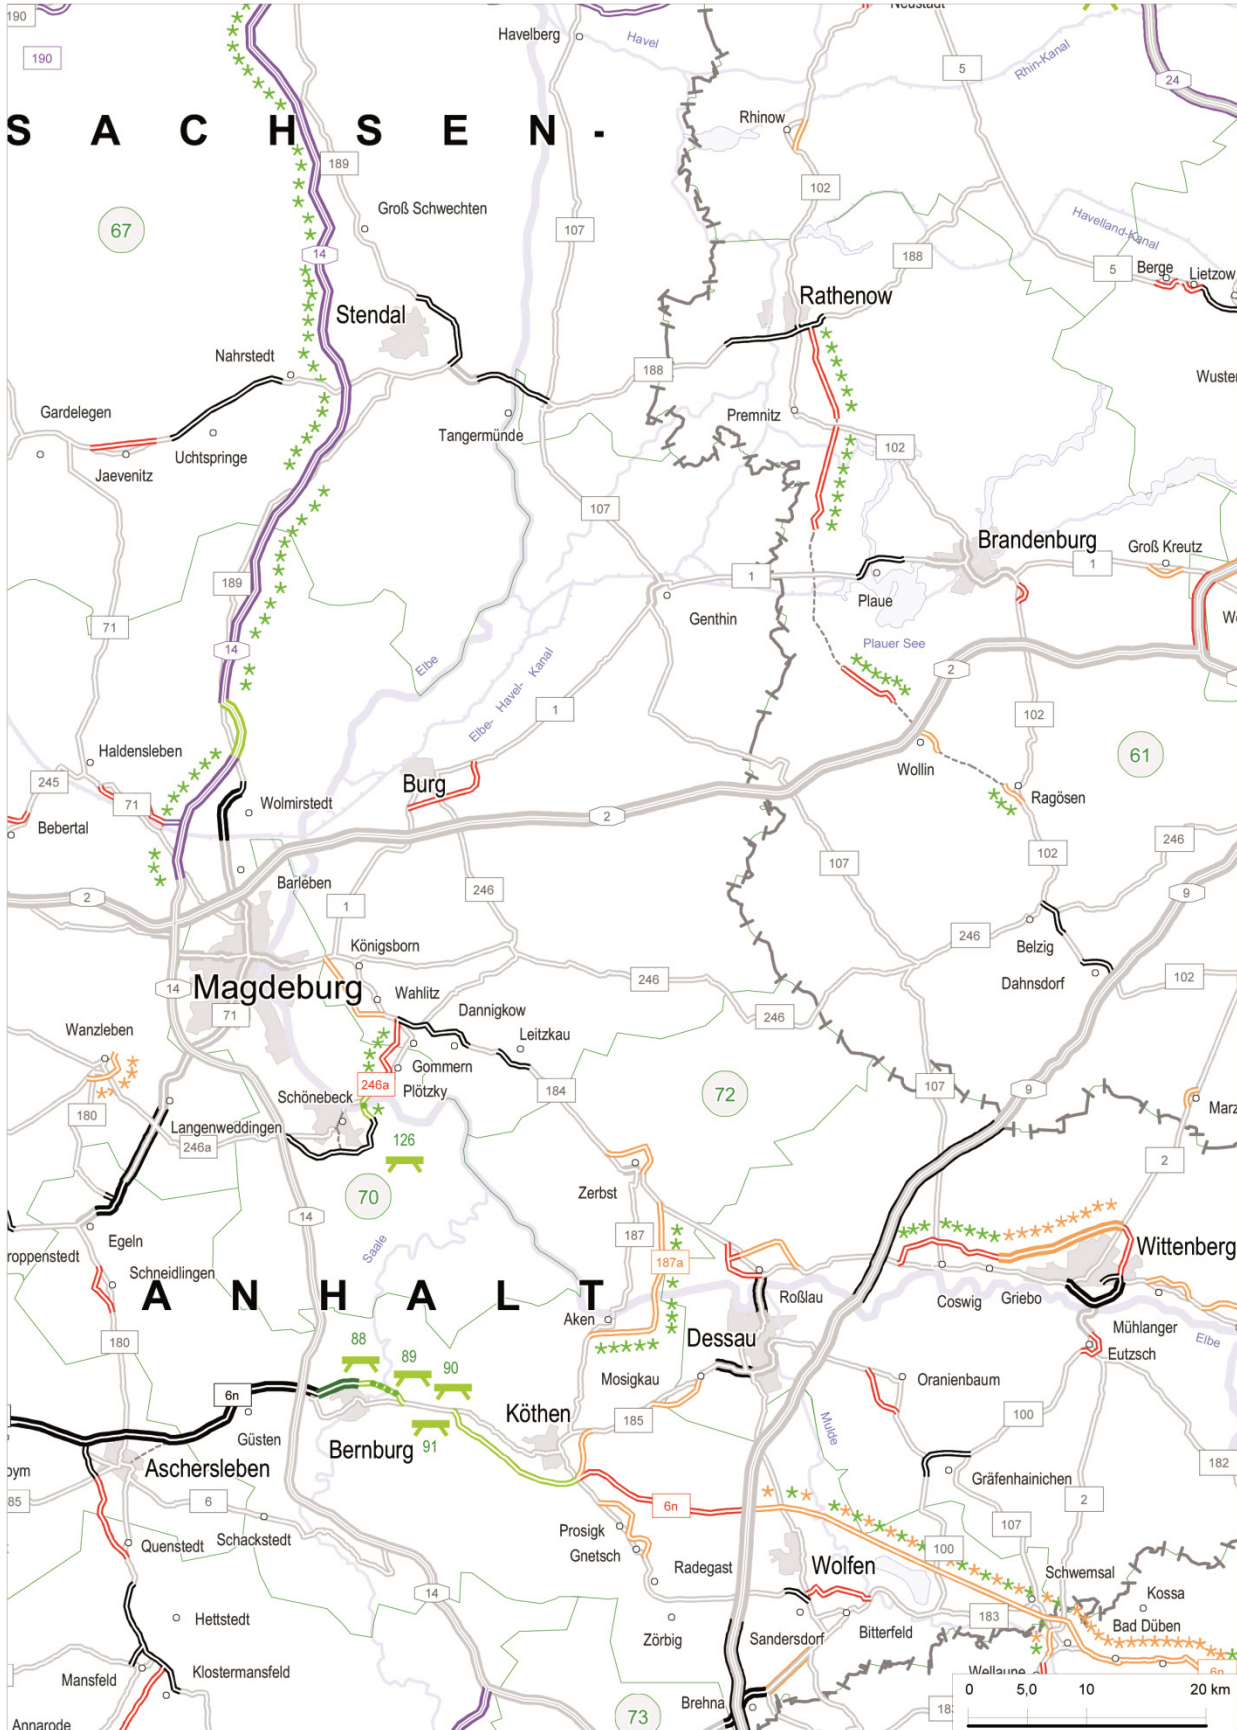 190
190
Havelberg
Havel
5
Rhin-Kanal
24
Rhinow
SACHSEN-
189
102
67
Groß Schwechten
107
Havelland-Kanal
14
188
5
Berge
Lietzow
Rathenow
Stendal
Nahrstedt
188
Gardelegen
Premnitz
Tangermünde
102
Uchtspringe
Jaevenitz
107
Brandenburg
Groß Kreutz
1
1
189
Plaue
Genthin
71
14
Elbe
Plauer See
2
Elbe- Havel- Kanal
1
102
Haldensleben
Wollin
61
245
71
Burg
Wolmirstedt
Ragösen
Bebertal
2
107
102
246
Barleben
2
246
1
9
Belzig
246
Königsborn
246
Dahnsdorf
102
14
Magdeburg
Wahlitz
71
Dannigkow
246
Wanzleben
Leitzkau
Gommern
246a
Plötzky
184
107
9
Schönebeck
72
180
Langenweddingen
246a
126
2
Zerbst
70
14
187
Egeln
Saale
187a
Wittenberg
Schneidlingen
ANHALT
Roßlau
Coswig
Griebo
Aken
Mühlanger
Elbe
180
88
Dessau
Eutzsch
89
90
Mosigkau
Oranienbaum
6n
Köthen
185
100
Güsten
Bernburg
91
Mulde
Aschersleben
182
85
6
6n
Gräfenhainichen
2
Schackstedt
107
Quenstedt
Prosigk
Gnetsch
100
Radegast
Wolfen
Schwemsal
14
Kossa
Hettstedt
183
Bad Düben
Zörbig
Sandersdorf
Bitterfeld
Mansfeld
Klostermansfeld
6n
Brehna
0
5,0
10
20 km
73
Annarode